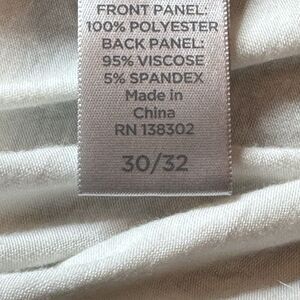 FRONT PANEL:
100% POLYESTER
BACK PANEL:
95% VISCOSE
5% SPANDEX
Made in
China
RN 138302
30/32